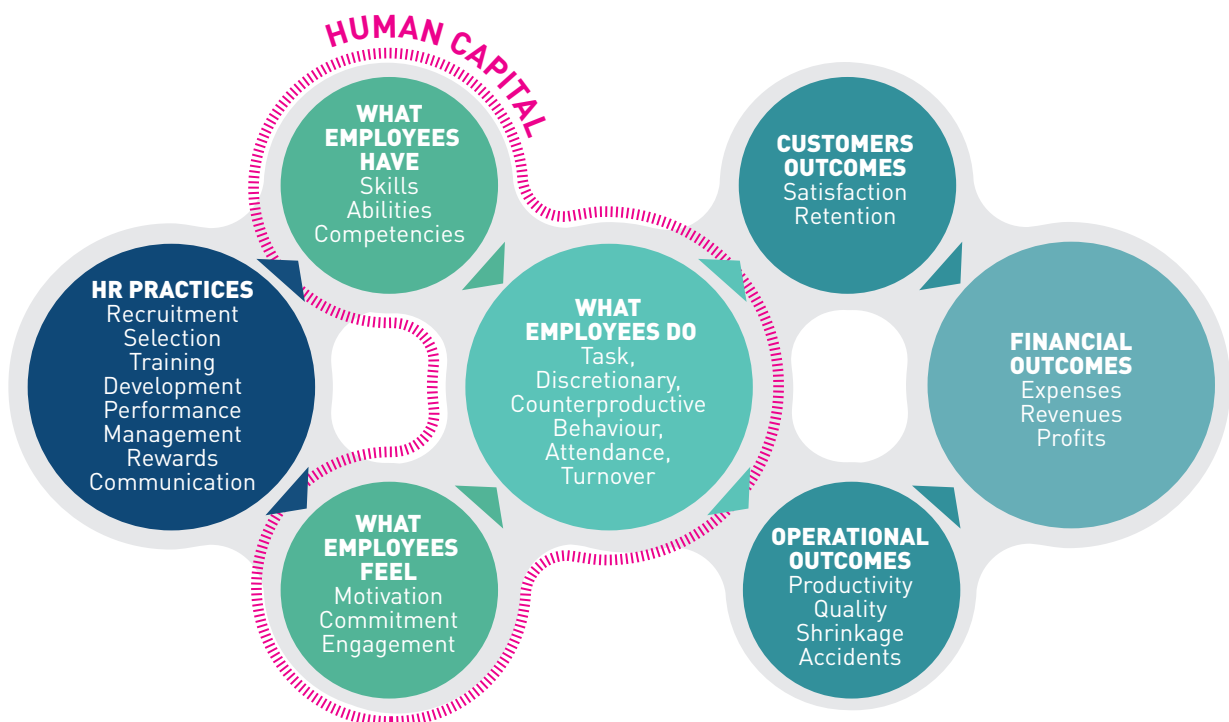 HUMAN CAPITAL
WHAT
EMPLOYEES
HAVE
Skills
Abilities
Competencies
CUSTOMERS
OUTCOMES
Satisfaction
Retention
HR PRACTICES
Recruitment
Selection
Training
Development
Performance
Management
Rewards
Communication
WHAT
EMPLOYEES DO
Task,
Discretionary,
Counterproductive
Behaviour,
Attendance,
Turnover
FINANCIAL
OUTCOMES
Expenses
Revenues
Profits
WHAT
EMPLOYEES
FEEL
Motivation
Commitment
Engagement
OPERATIONAL
OUTCOMES
Productivity
Quality
Shrinkage
Accidents